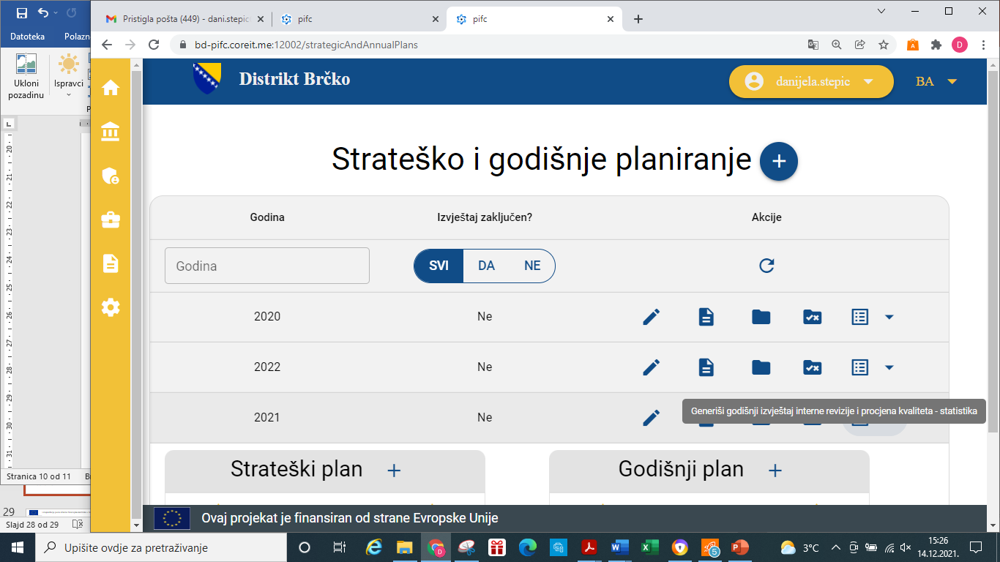 Datoteka
Polazn
Ukloni
pozadinu
Ispravci
Stranica 10 od 11
29
Slajd 28 od 29
Pristigla pošta (449) - dani.stepic
pifc
pifc
bd-pifc.coreit.me:12002/strategicAndAnnualPlans
D
Distrikt Brčko
danijela.stepic
BA
Strateško i godišnje planiranje +
Godina Izvještaj zaključen? Akcije
Godina SVI DA NE
2020 Ne
2022 Ne
Generiši godišnji izvještaj interne revizije i procjena kvaliteta - statistika
2021 Ne
Strateški plan + Godišnji plan +
Ovaj projekat je finansiran od strane Evropske Unije
Upišite ovdje za pretraživanje
3°C
15:26
14.12.2021.